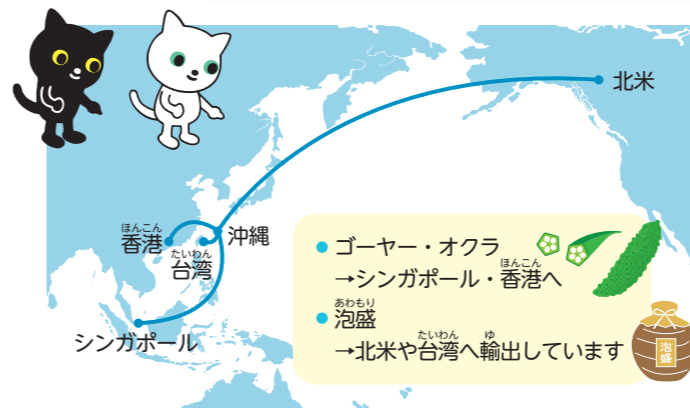 北米
沖縄
ほんこん
香港
たいわん
台湾
シンガポール
● ゴーヤー・オクラ
ほんこん
→シンガポール・香港へ
あわもり
● 泡盛
たいわん ゆ
→北米や台湾へ輸出しています
泡盛